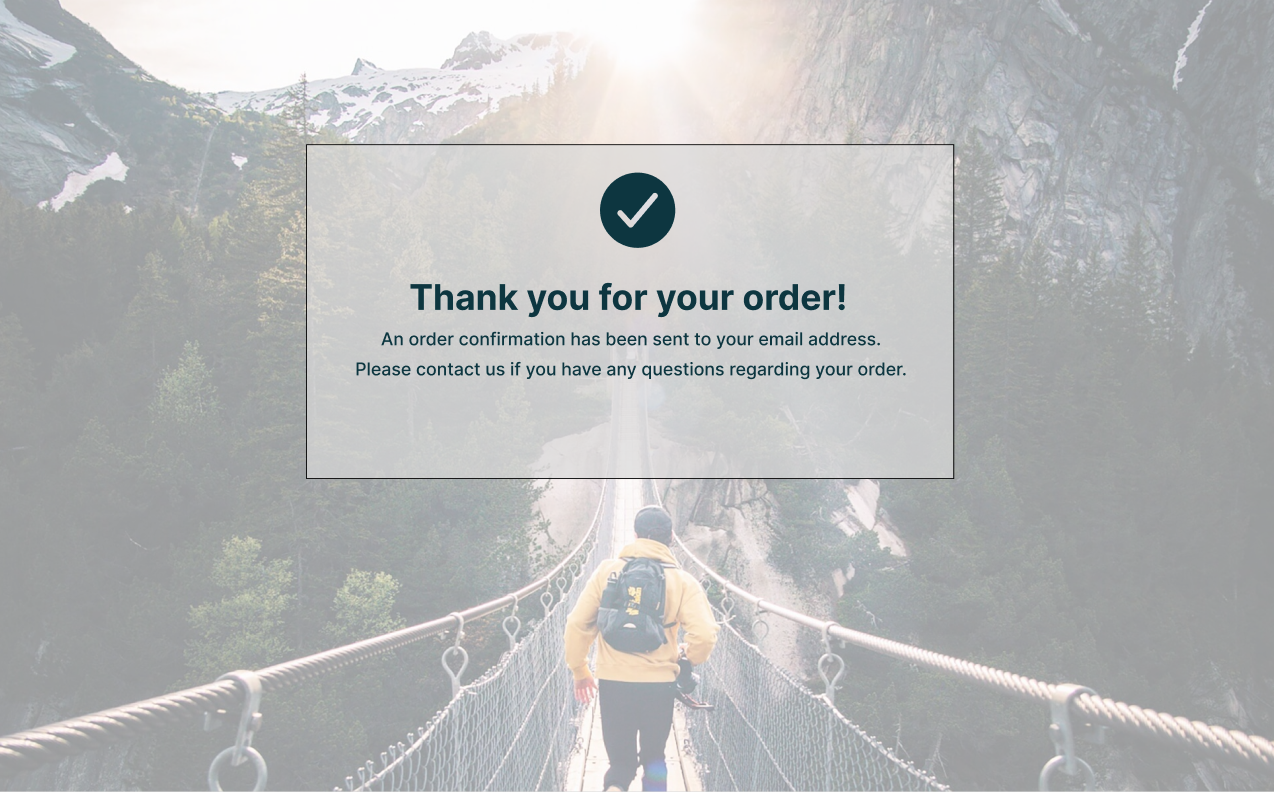 Thank you for your order!
An order confirmation has been sent to your email address.
Please contact us if you have any questions regarding your order.